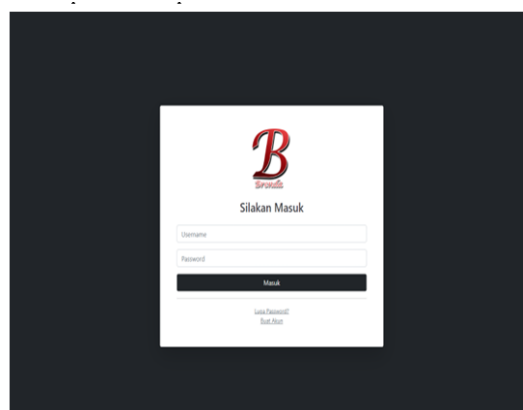 B
Silakan Masuk
Username
Password
Masuk
Lupa Password?
Buat Akun